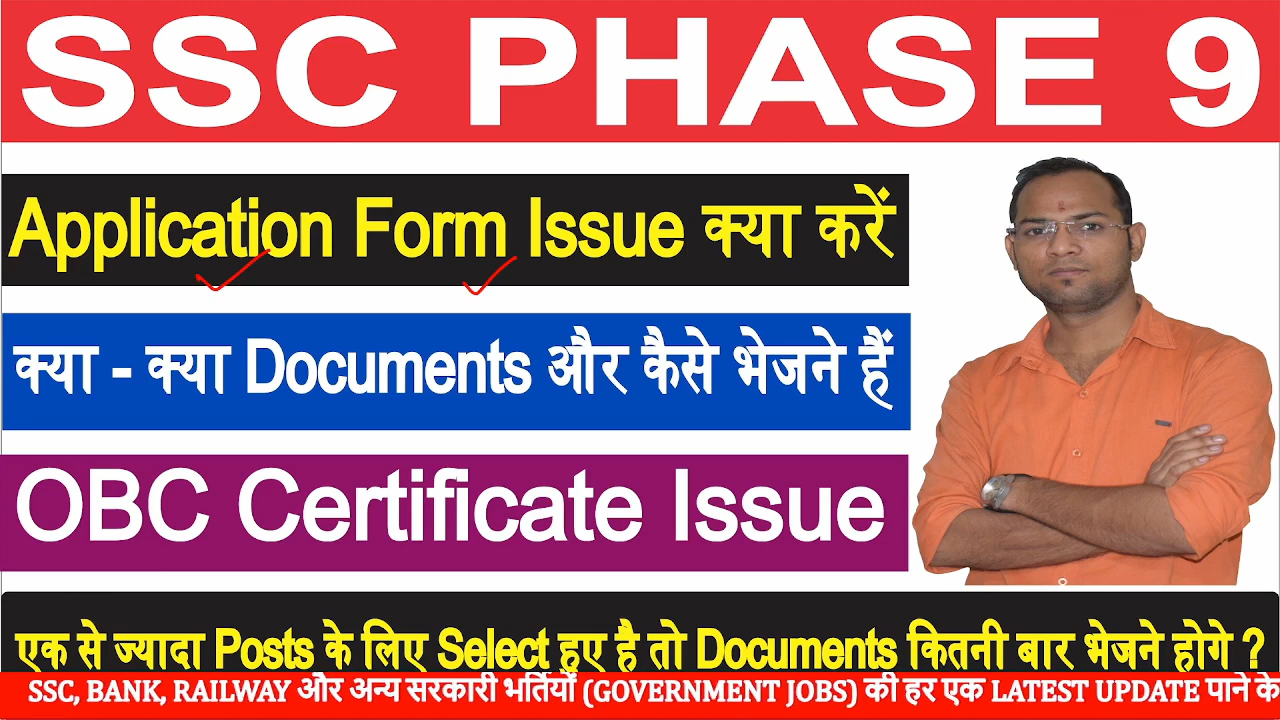 SSC PHASE 9
Application Form Issue क्या करें
क्या - क्या Documents और कैसे भेजने हैं
OBC Certificate Issue
एक से ज्यादा Posts के लिए Select हुए है तो Documents कितनी बार भेजने होगे ?
SSC, BANK, RAILWAY और अन्य सरकारी भर्तियों (GOVERNMENT JOBS) की हर एक LATEST UPDATE पाने के